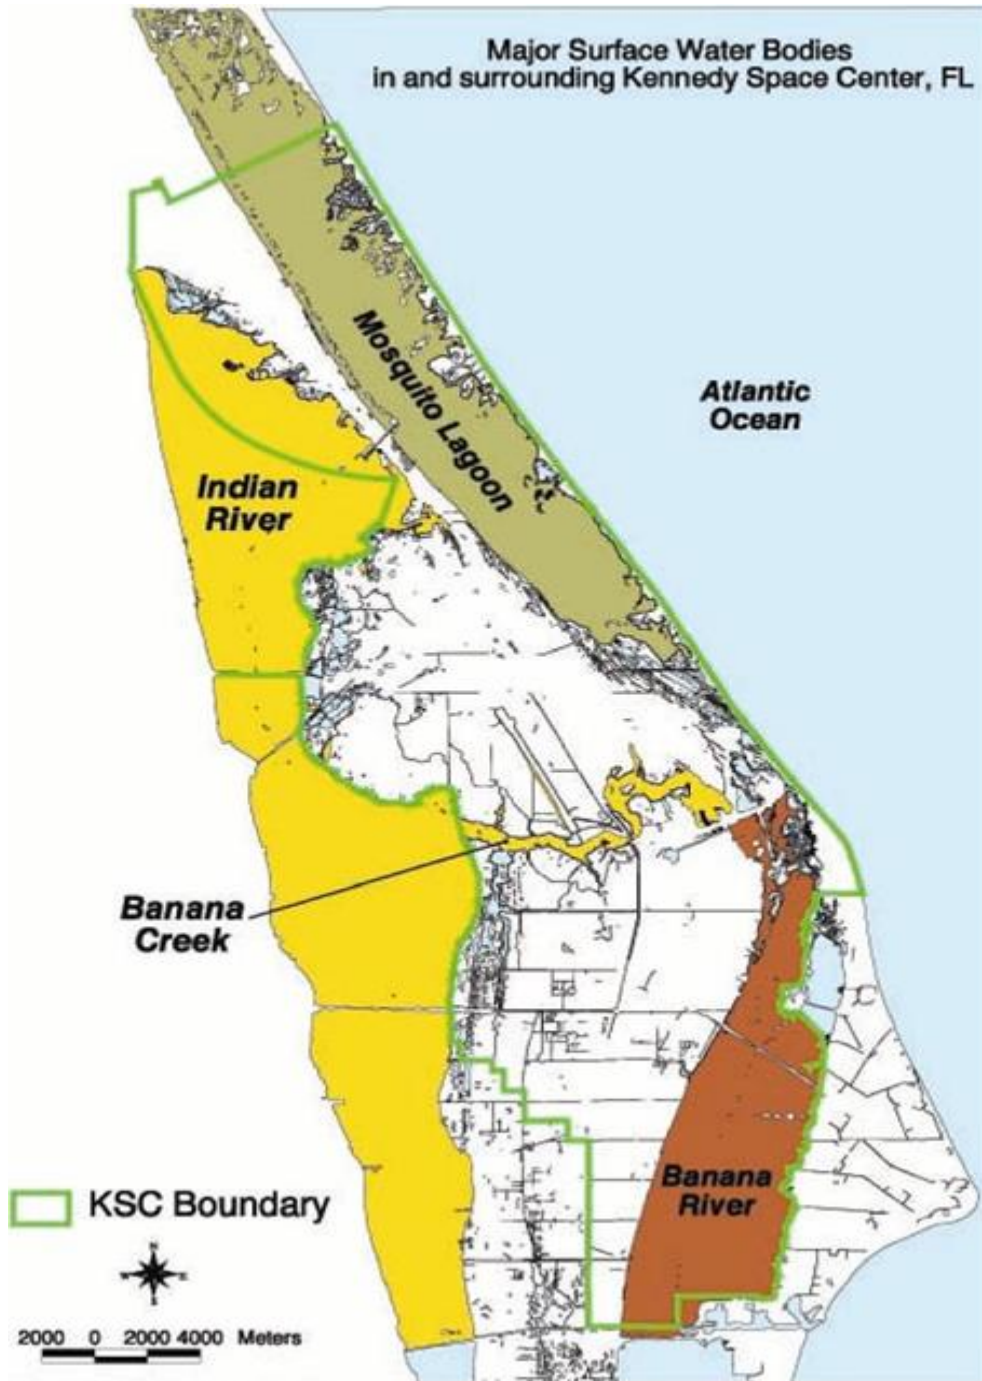 Major Surface Water Bodies
in and surrounding Kennedy Space Center, FL
Mosquito Lagoon
Atlantic
Ocean
Indian
River
Banana
Creek
Banana
River
KSC Boundary
N
W E
S
2000 0 2000 4000 Meters